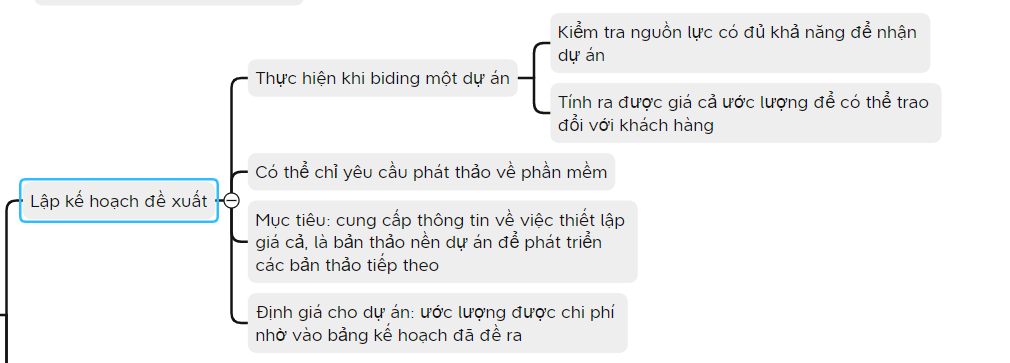 Kiểm tra nguồn lực có đủ khả năng để nhận
dự án
Thực hiện khi biding một dự án
Tính ra được giá cả ước lượng để có thể trao
đổi với khách hàng
Có thể chỉ yêu cầu phát thảo về phần mềm
Lập kế hoạch đề xuất
Mục tiêu: cung cấp thông tin về việc thiết lập
giá cả, là bản thảo nền dự án để phát triển
các bản thảo tiếp theo
Định giá cho dự án: ước lượng được chi phí
nhờ vào bảng kế hoạch đã đề ra